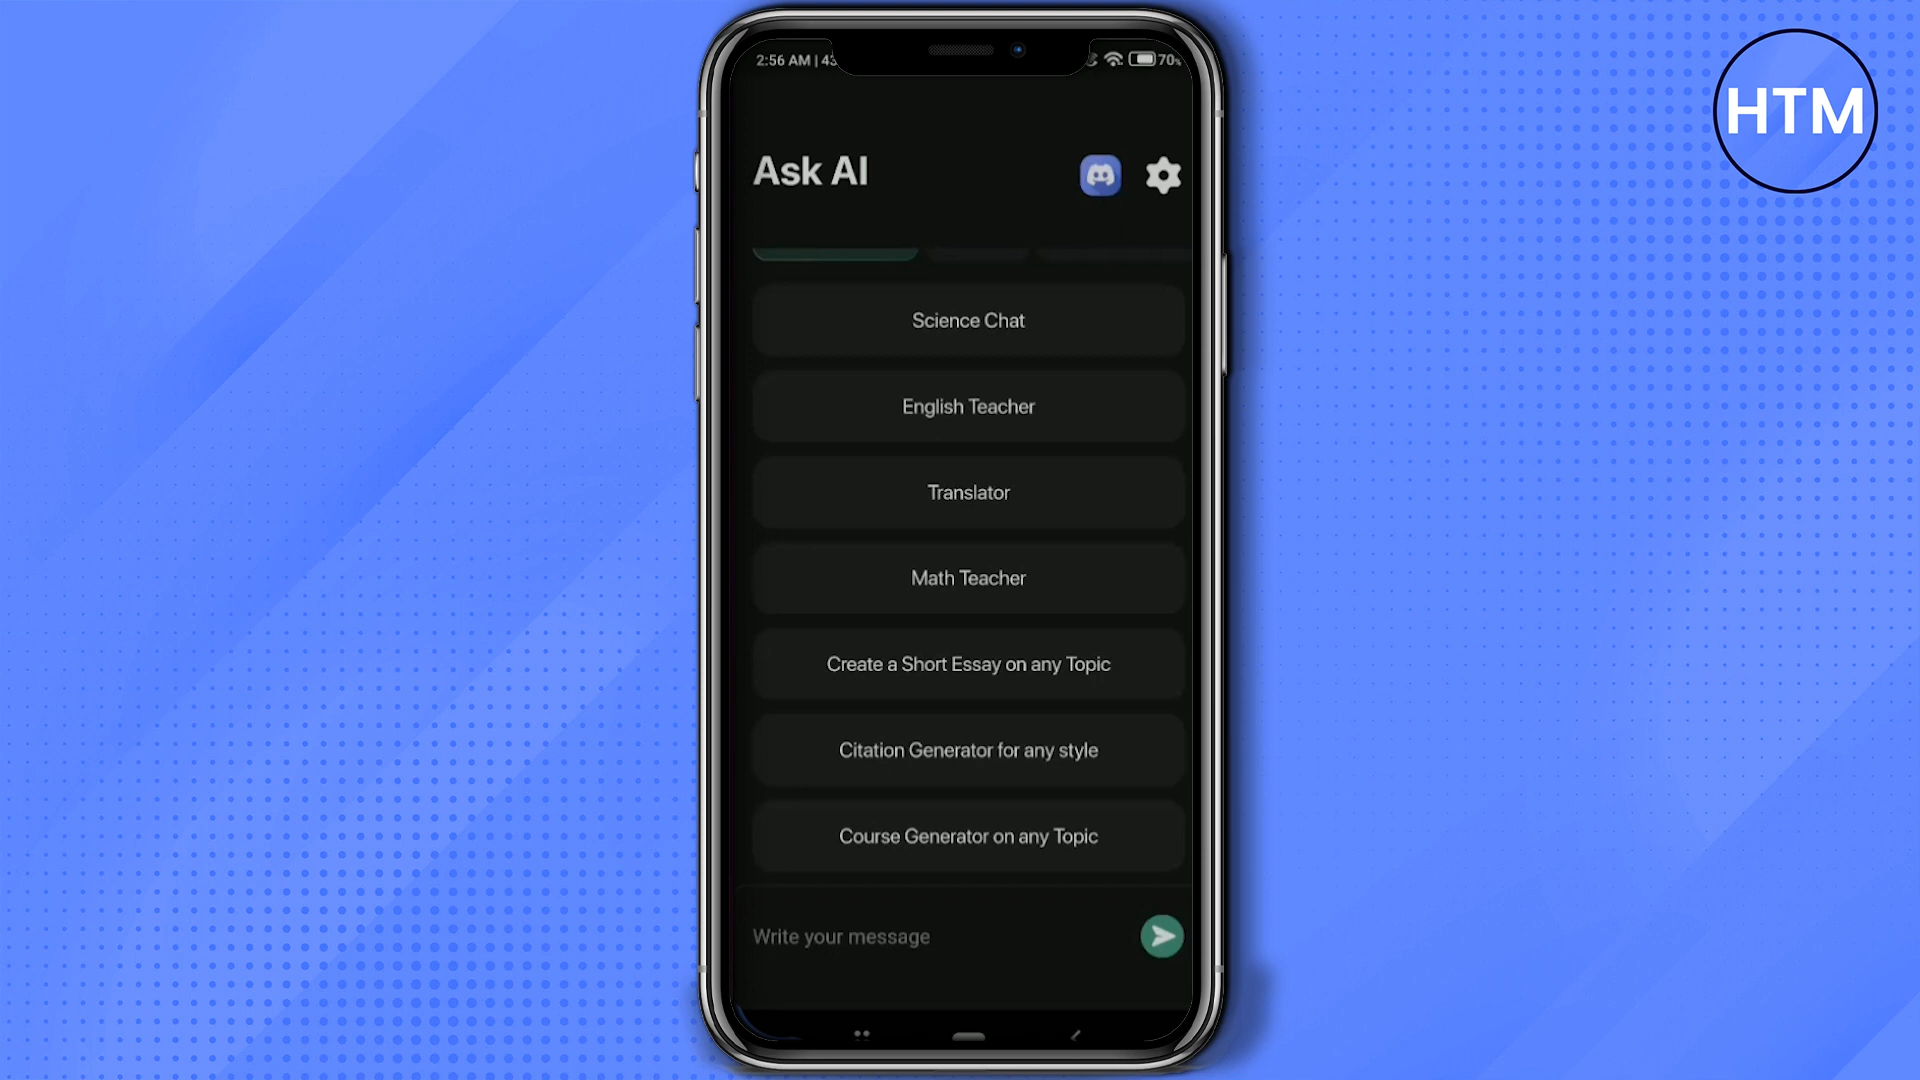 HTM
2:56 AM | 43
70%
Ask AI
Science Chat
English Teacher
Translator
Math Teacher
Create a Short Essay on any Topic
Citation Generator for any style
Course Generator on any Topic
Write your message